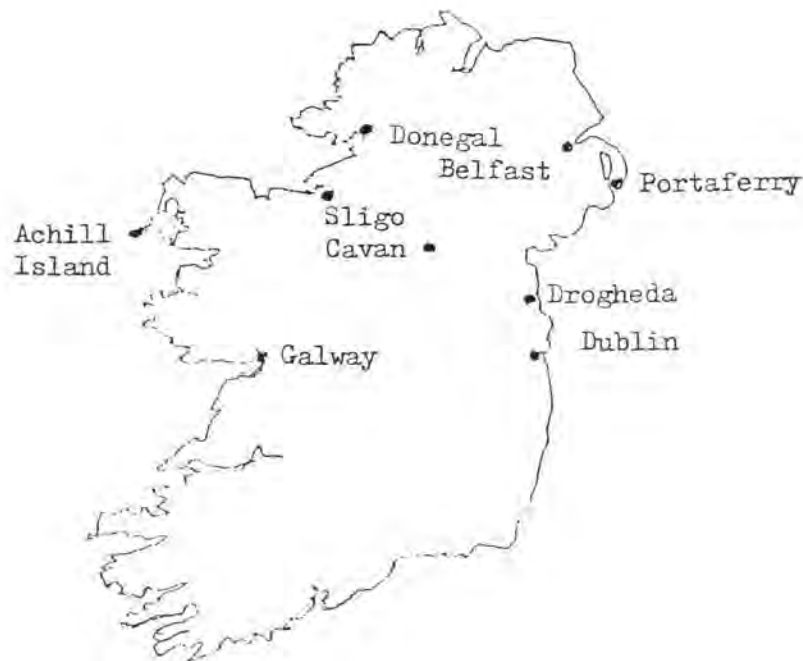 Donegal
Belfast
Portaferry
Sligo
Cavan
Achill
Island
Drogheda
Dublin
Galway